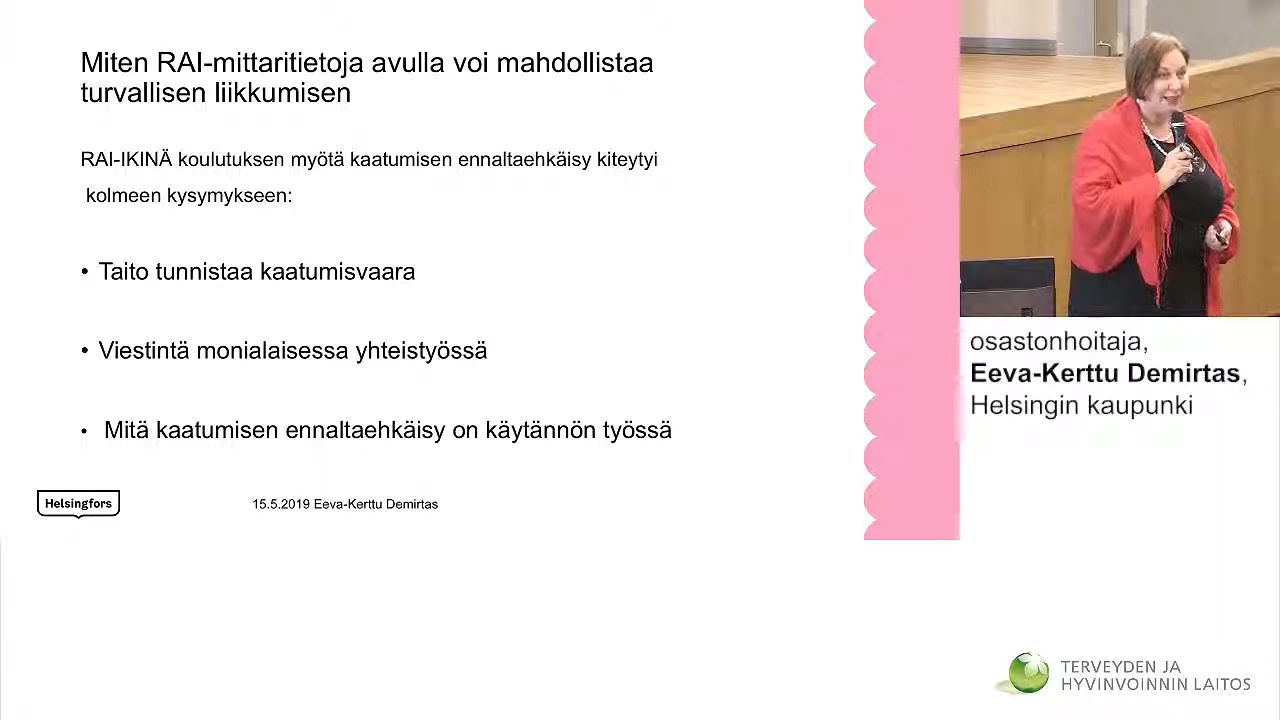 Miten RAI-mittaritietoja avulla voi mahdollistaa
turvallisen liikkumisen
RAI-IKINÄ koulutuksen myötä kaatumisen ennaltaehkäisy kiteytyi
kolmeen kysymykseen:
• Taito tunnistaa kaatumisvaara
• Viestintä monialaisessa yhteistyössä
• Mitä kaatumisen ennaltaehkäisy on käytännön työssä
Helsingfors
15.5.2019 Eeva-Kerttu Demirtas
osastonhoitaja,
Eeva-Kerttu Demirtas,
Helsingin kaupunki
TERVEYDEN JA
HYVINVOINNIN LAITOS